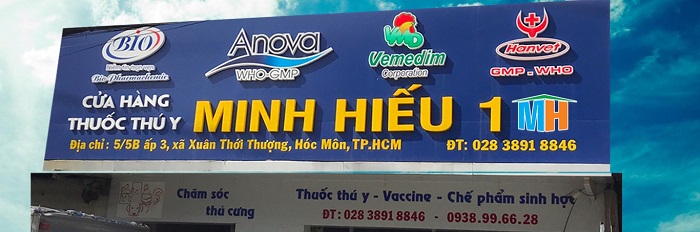 BIO
Bio-Pharmachemie
Anova
WHO-GMP
Vemedim
Corporation
Hanvet
GMP - WHO
CỬA HÀNG
THUỐC THÚ Y
MINH HIẾU 1
MH
Địa chỉ : 5/5B ấp 3, xã Xuân Thới Thượng, Hóc Môn, TP.HCM
ĐT: 028 3891 8846
Chăm sóc
thú cưng
Thuốc thú y - Vaccine - Chế phẩm sinh học
ĐT: 028 3891 8846 - 0938.99.66.28